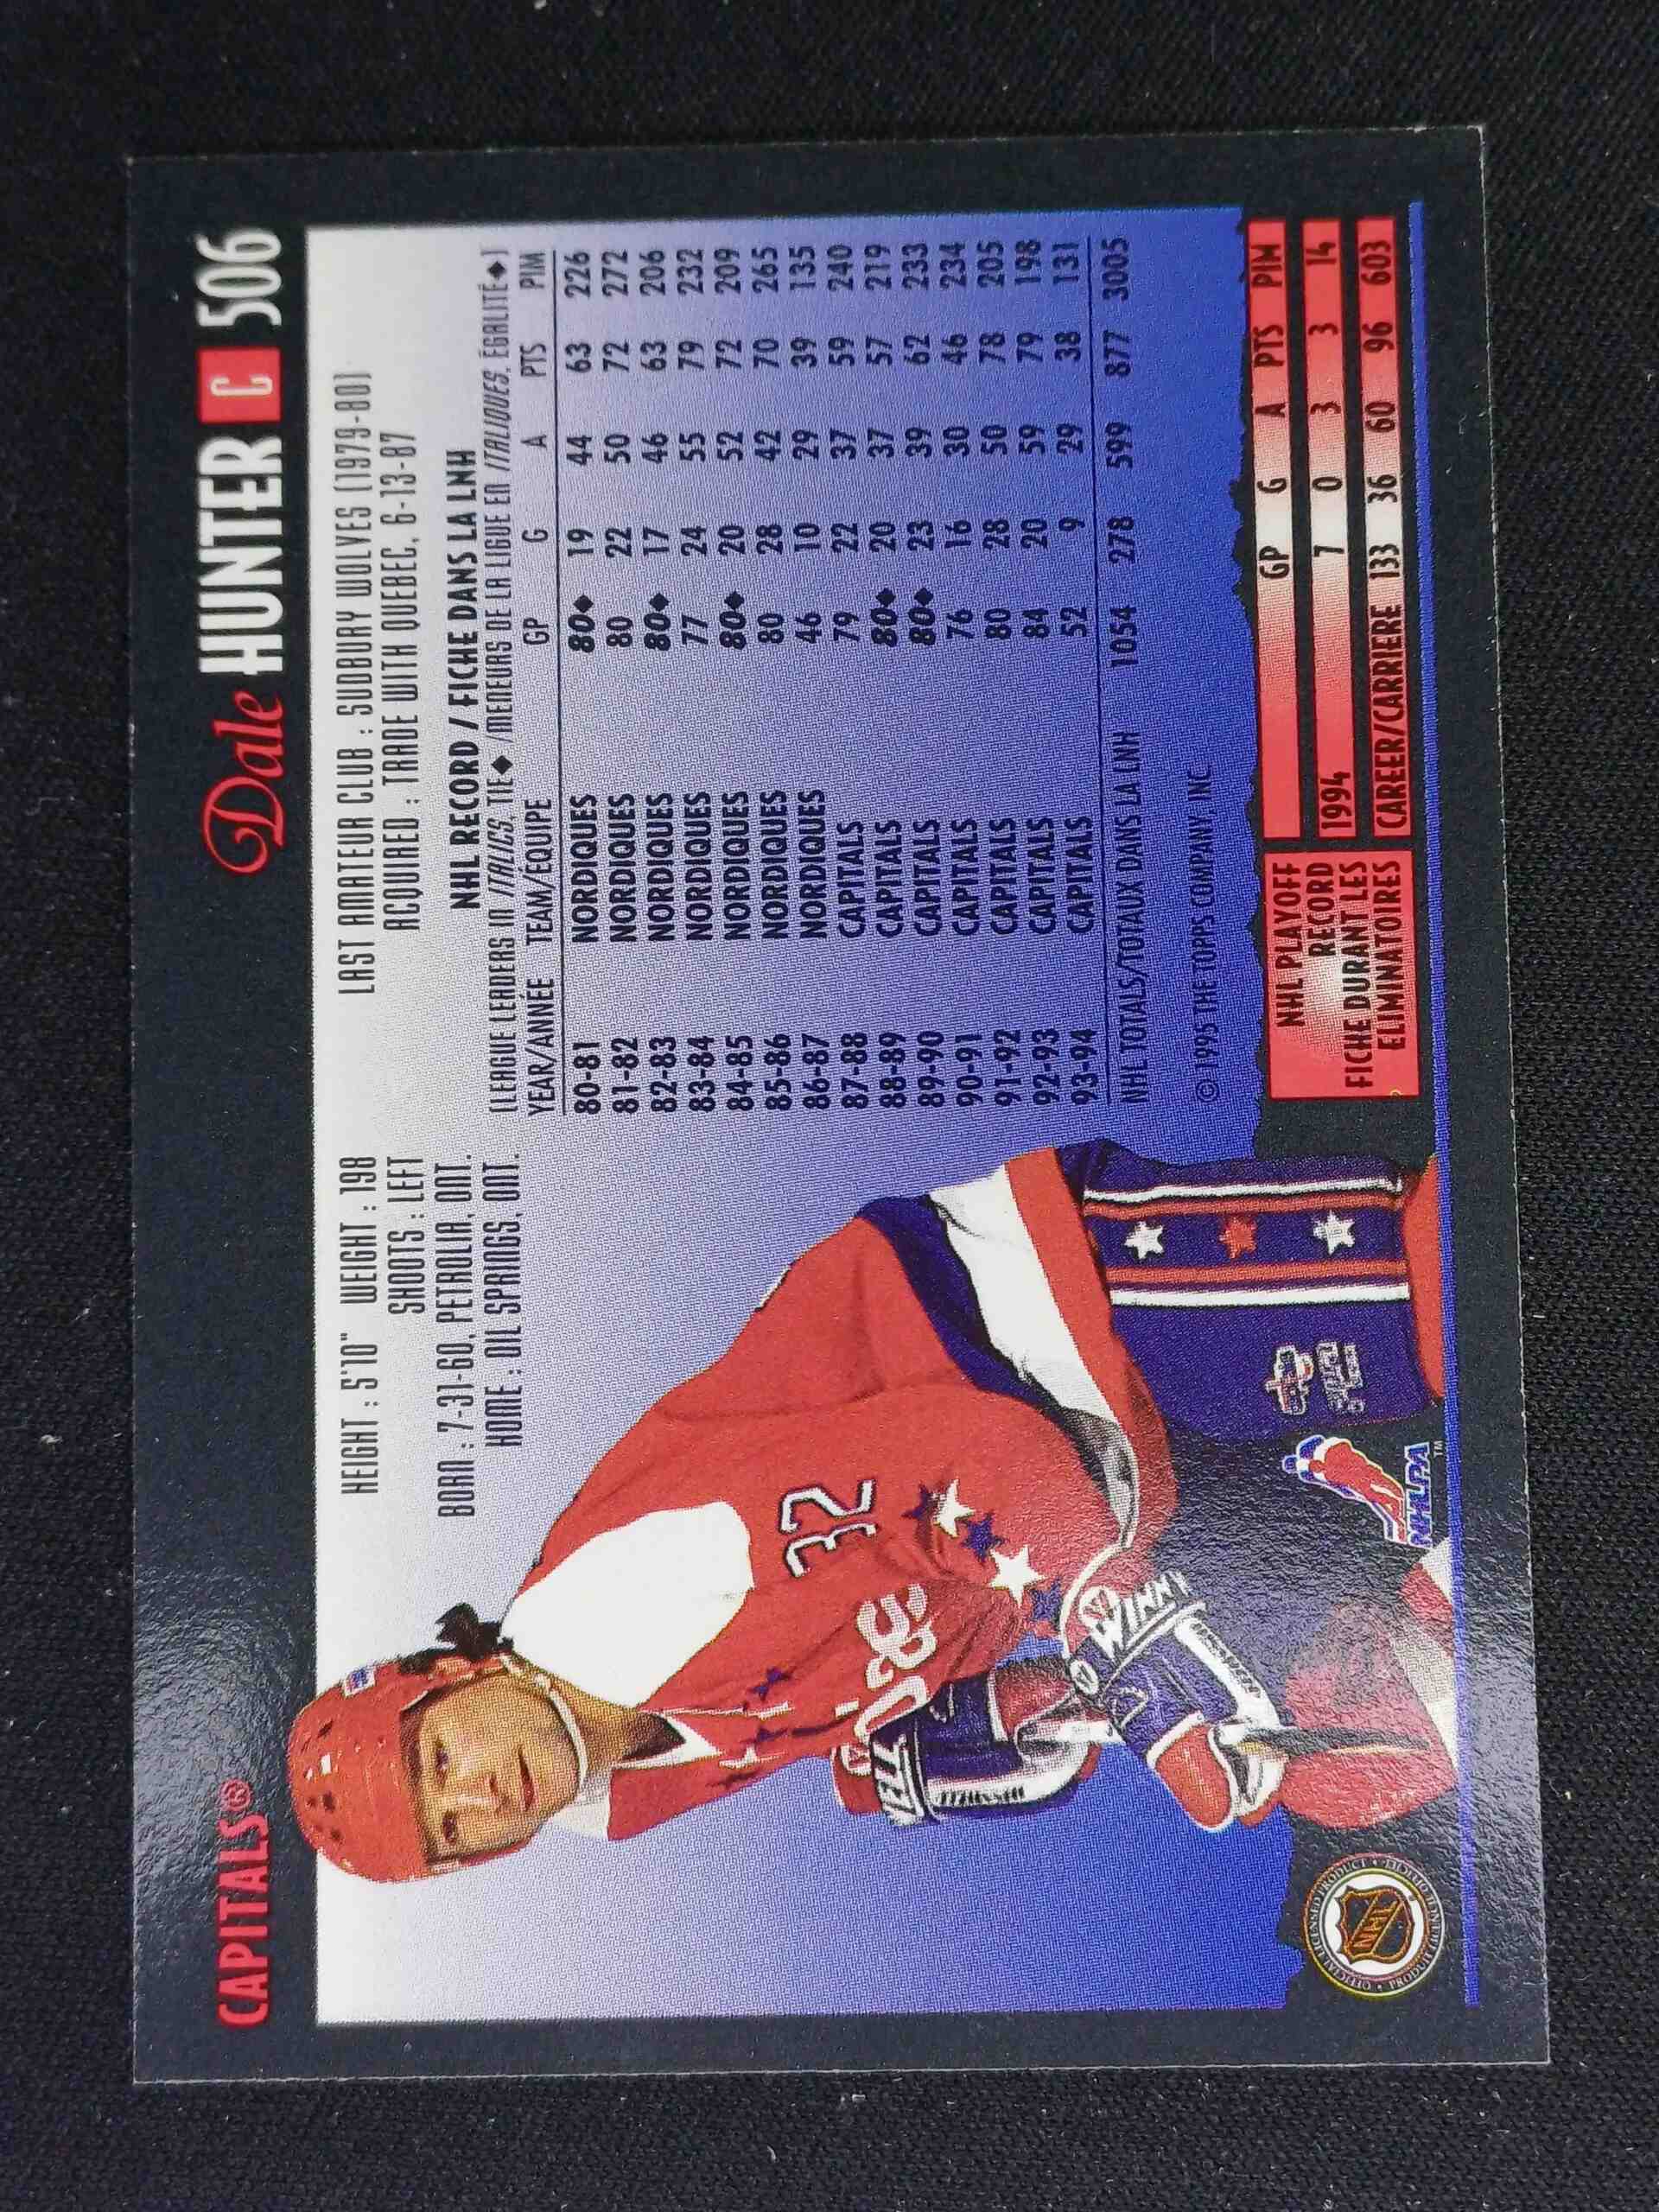 CAPITALS®
Dale HUNTER C 506
HEIGHT : 5'10" WEIGHT : 198
SHOOTS : LEFT
BORN : 7-31-60, PETROLIA, ONT.
HOME : OIL SPRINGS, ONT.
LAST AMATEUR CLUB : SUDBURY WOLVES (1979-80)
ACQUIRED : TRADE WITH QUEBEC, 6-13-87
NHL RECORD / FICHE DANS LA LNH
(LEAGUE LEADERS IN ITALICS, TIE◆ /MENEURS DE LA LIGUE EN ITALIQUES, ÉGALITÉ◆)
YEAR/ANNÉE TEAM/ÉQUIPE GP G A PTS PIM
80-81 NORDIQUES 80◆ 19 44 63 226
81-82 NORDIQUES 80 22 50 72 272
82-83 NORDIQUES 80◆ 17 46 63 206
83-84 NORDIQUES 77 24 55 79 232
84-85 NORDIQUES 80◆ 20 52 72 209
85-86 NORDIQUES 80 28 42 70 265
86-87 NORDIQUES 46 10 29 39 135
87-88 CAPITALS 79 22 37 59 240
88-89 CAPITALS 80◆ 20 37 57 219
89-90 CAPITALS 80◆ 23 39 62 233
90-91 CAPITALS 76 16 30 46 234
91-92 CAPITALS 80 28 50 78 205
92-93 CAPITALS 84 20 59 79 198
93-94 CAPITALS 52 9 29 38 131
NHL TOTALS/TOTAUX DANS LA LNH 1054 278 599 877 3005
© 1995 THE TOPPS COMPANY, INC.
NHL PLAYOFF
RECORD
FICHE DURANT LES
ELIMINATOIRES
GP G A PTS PIM
1994 7 0 3 3 14
CAREER/CARRIERE 133 36 60 96 603
32
WINN
NHLPA™
NHL
OFFICIAL LICENSED PRODUCT